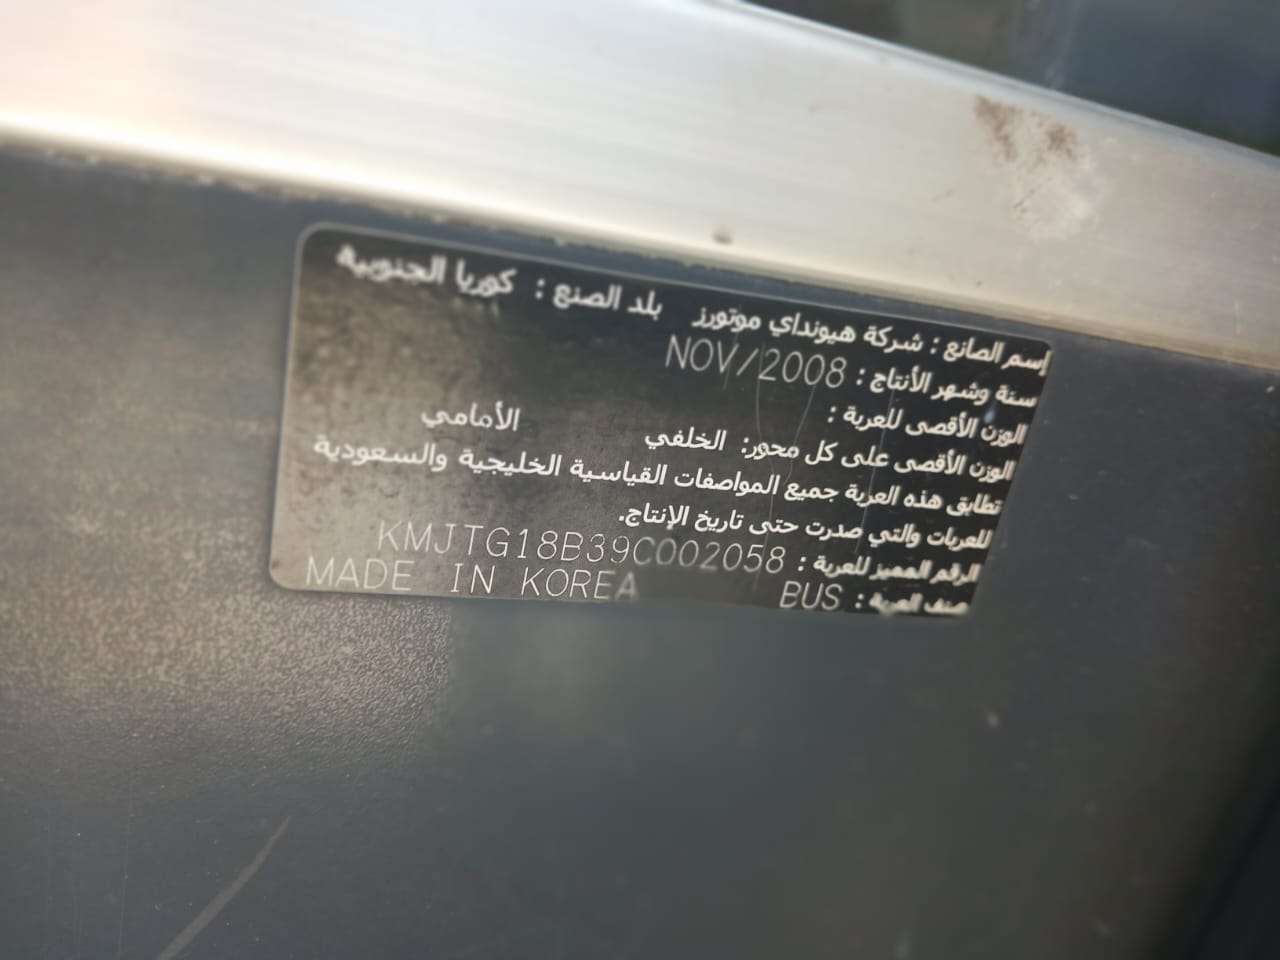 إسم الصانع : شركة هيونداي موتورز بلد الصنع : كوريا الجنوبية
سنة وشهر الأنتاج : NOV/2008
الوزن الأقصى للعربة :
الوزن الأقصى على كل محور: الخلفي الأمامي
تطابق هذه العربة جميع المواصفات القياسية الخليجية والسعودية
للعربات والتي صدرت حتى تاريخ الإنتاج.
الرقم المميز للعربة : KMJTG18B39C002058
صنف العربة : BUS MADE IN KOREA